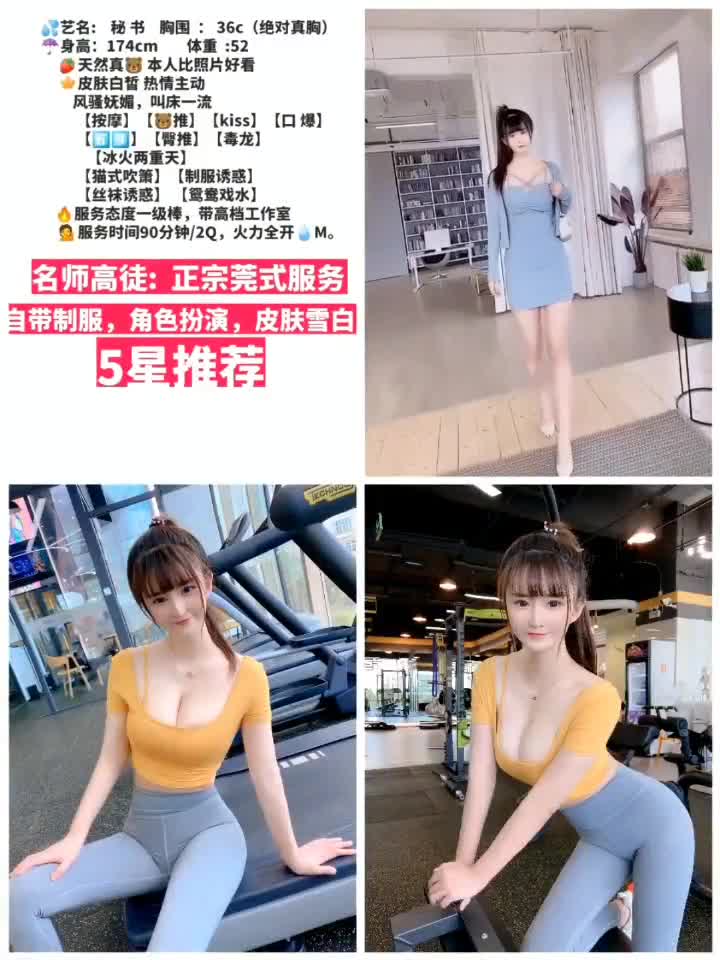 💦艺名： 秘 书 胸围 ： 36c（绝对真胸）
☔身高：174cm 体重 :52
🍓天然真🐻 本人比照片好看
🔸皮肤白皙 热情主动
风骚妩媚，叫床一流
【按摩】【🐻推】【kiss】【口 爆】
【臀推】【毒龙】
【冰火两重天】
【猫式吹箫】【制服诱惑】
【丝袜诱惑】【鸳鸯戏水】
🔥服务态度一级棒，带高档工作室
💁服务时间90分钟/2Q，火力全开💧M。
名师高徒：正宗莞式服务
自带制服，角色扮演，皮肤雪白
5星推荐
TECHNOGYM